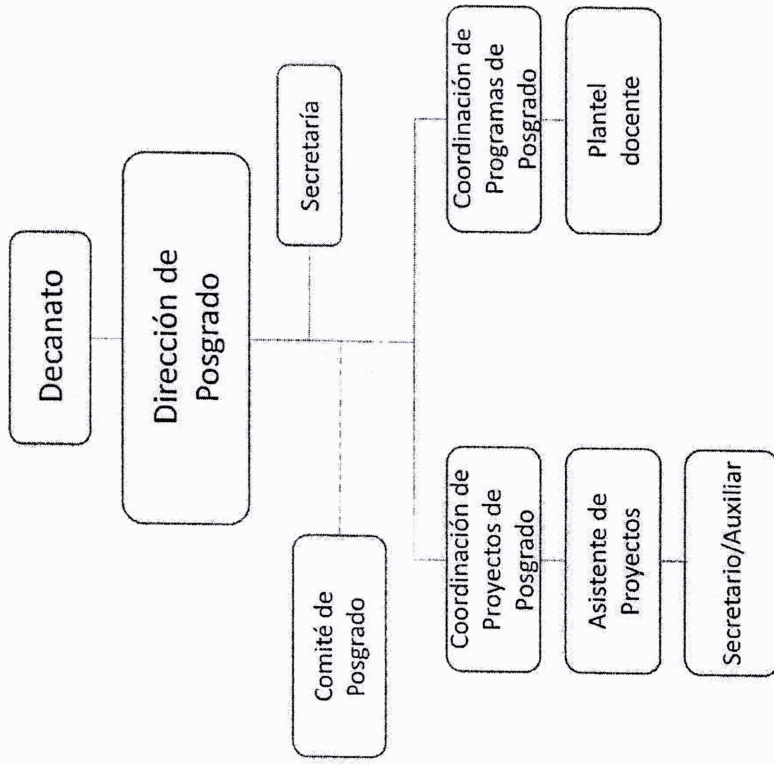 Decanato
Dirección de
Posgrado
Secretaría
Comité de
Posgrado
Coordinación de
Proyectos de
Posgrado
Asistente de
Proyectos
Secretario/Auxiliar
Coordinación de
Programas de
Posgrado
Plantel
docente